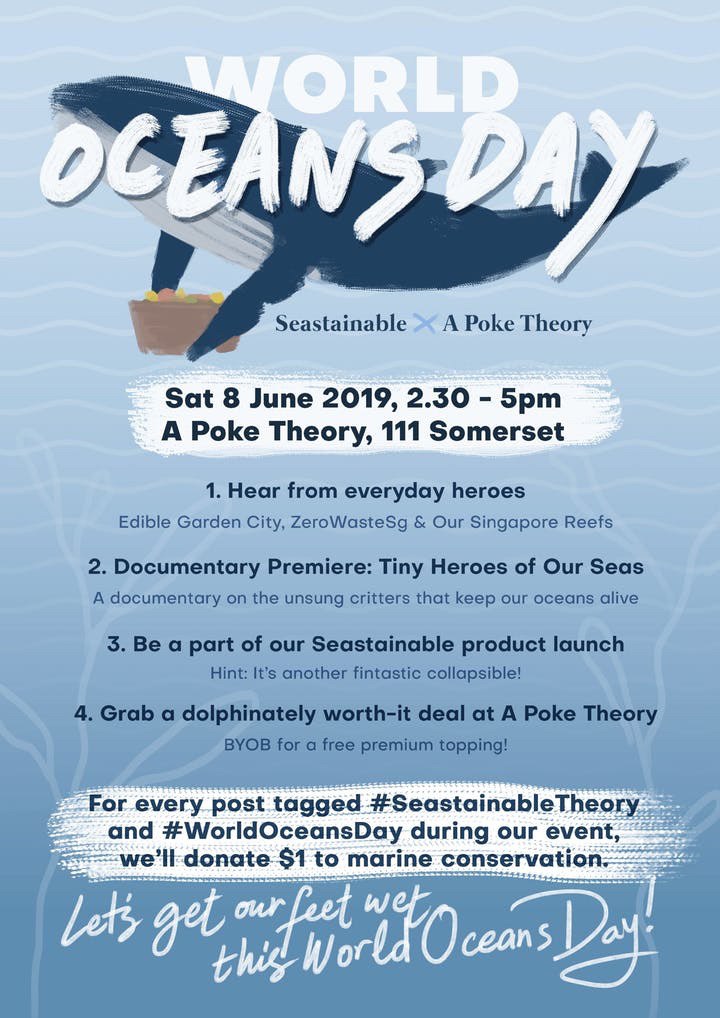 WORLD
OCEANS DAY
Seastainable X A Poke Theory
Sat 8 June 2019, 2.30 - 5pm
A Poke Theory, 111 Somerset
1. Hear from everyday heroes
Edible Garden City, ZeroWasteSg & Our Singapore Reefs
2. Documentary Premiere: Tiny Heroes of Our Seas
A documentary on the unsung critters that keep our oceans alive
3. Be a part of our Seastainable product launch
Hint: It's another fintastic collapsible!
4. Grab a dolphinately worth-it deal at A Poke Theory
BYOB for a free premium topping!
For every post tagged #SeastainableTheory
and #WorldOceansDay during our event,
we'll donate $1 to marine conservation.
Let's get our feet wet
this World Oceans Day!